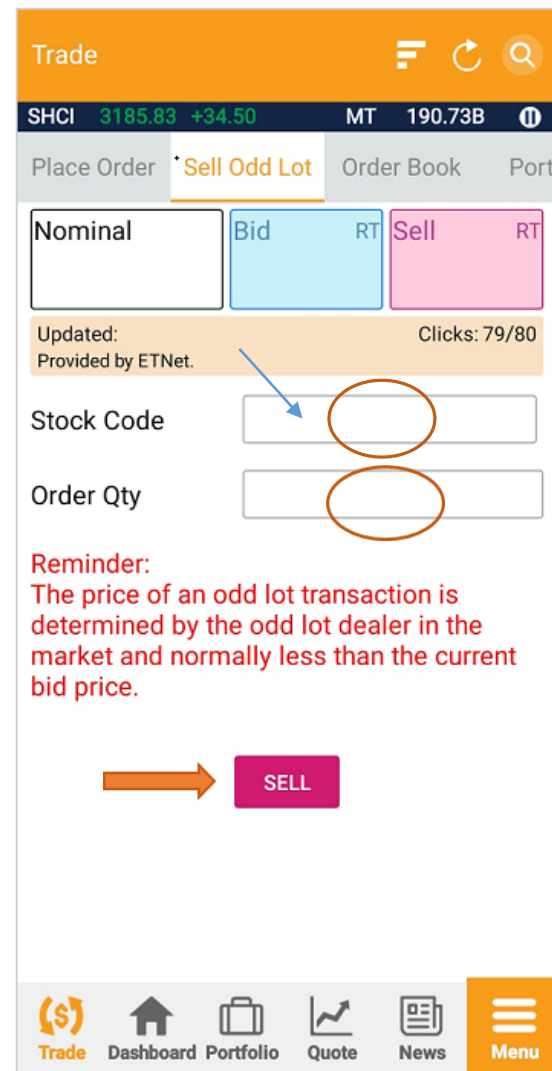 Trade
SHCI 3185.83 +34.50 MT 190.73B
Place Order Sell Odd Lot Order Book Port
Nominal Bid RT Sell RT
Updated: Clicks: 79/80
Provided by ETNet.
Stock Code
Order Qty
Reminder:
The price of an odd lot transaction is
determined by the odd lot dealer in the
market and normally less than the current
bid price.
SELL
Trade Dashboard Portfolio Quote News Menu